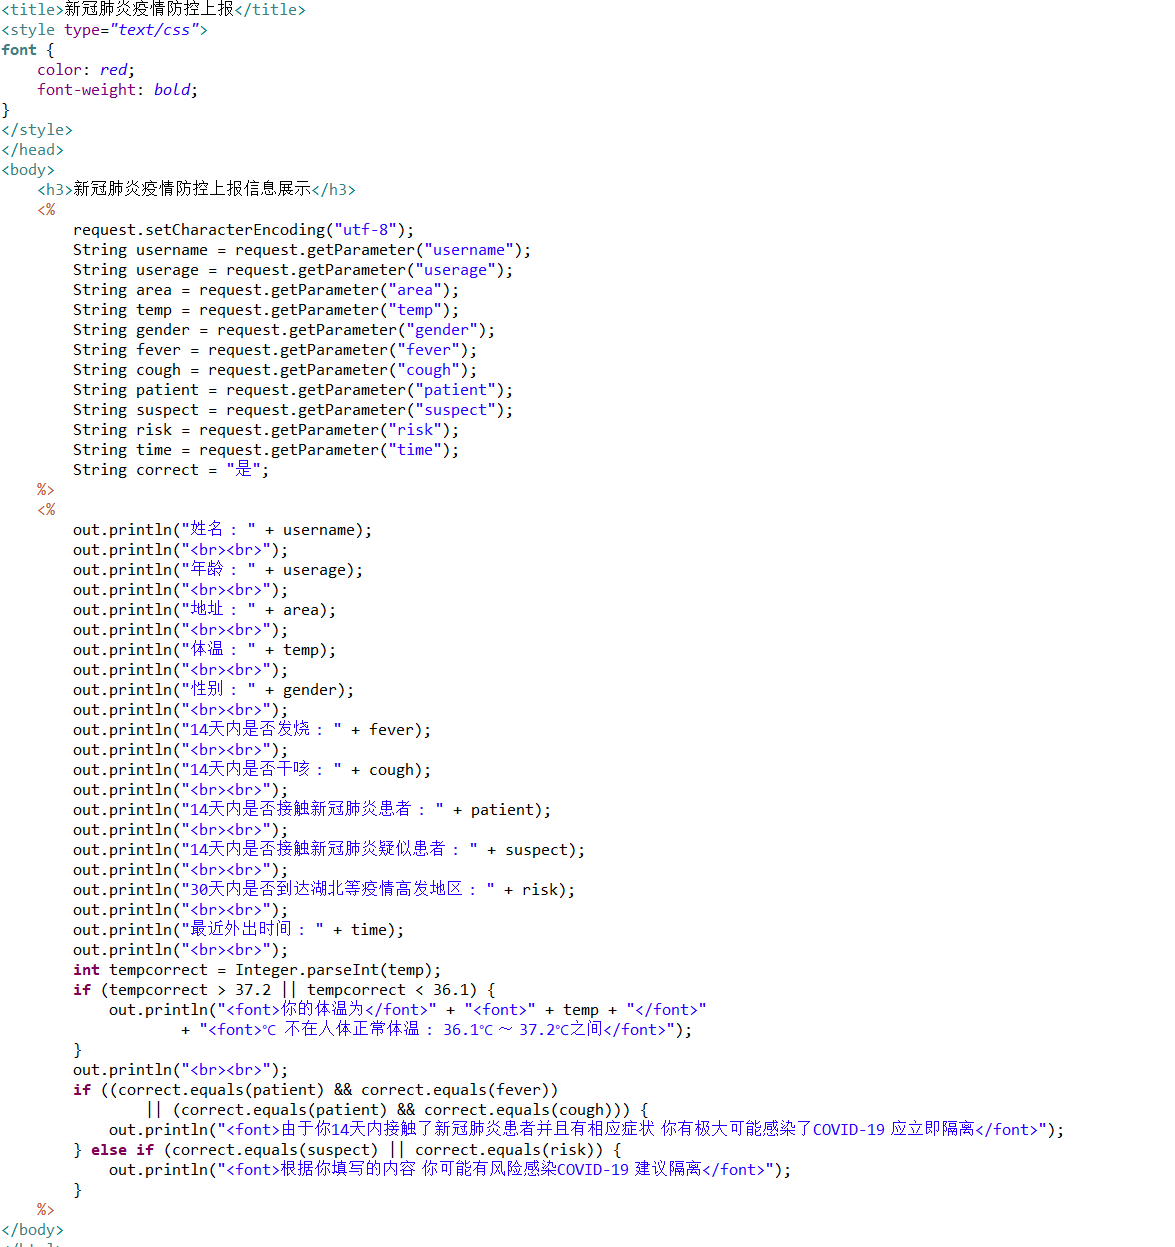 <title>新冠肺炎疫情防控上报</title>
<style type="text/css">
font {
    color: red;
    font-weight: bold;
}
</style>
</head>
<body>
    <h3>新冠肺炎疫情防控上报信息展示</h3>
    <%
        request.setCharacterEncoding("utf-8");
        String username = request.getParameter("username");
        String userage = request.getParameter("userage");
        String area = request.getParameter("area");
        String temp = request.getParameter("temp");
        String gender = request.getParameter("gender");
        String fever = request.getParameter("fever");
        String cough = request.getParameter("cough");
        String patient = request.getParameter("patient");
        String suspect = request.getParameter("suspect");
        String risk = request.getParameter("risk");
        String time = request.getParameter("time");
        String correct = "是";
    %>
    <%
        out.println("姓名 : " + username);
        out.println("<br><br>");
        out.println("年龄 : " + userage);
        out.println("<br><br>");
        out.println("地址 : " + area);
        out.println("<br><br>");
        out.println("体温 : " + temp);
        out.println("<br><br>");
        out.println("性别 : " + gender);
        out.println("<br><br>");
        out.println("14天内是否发烧 : " + fever);
        out.println("<br><br>");
        out.println("14天内是否干咳 : " + cough);
        out.println("<br><br>");
        out.println("14天内是否接触新冠肺炎患者 : " + patient);
        out.println("<br><br>");
        out.println("14天内是否接触新冠肺炎疑似患者 : " + suspect);
        out.println("<br><br>");
        out.println("30天内是否到达湖北等疫情高发地区 : " + risk);
        out.println("<br><br>");
        out.println("最近外出时间 : " + time);
        out.println("<br><br>");
        int tempcorrect = Integer.parseInt(temp);
        if (tempcorrect > 37.2 || tempcorrect < 36.1) {
            out.println("<font>你的体温为</font>" + "<font>" + temp + "</font>"
                    + "<font>℃ 不在人体正常体温 : 36.1℃ ～ 37.2℃之间</font>");
        }
        out.println("<br><br>");
        if ((correct.equals(patient) && correct.equals(fever))
                || (correct.equals(patient) && correct.equals(cough))) {
            out.println("<font>由于你14天内接触了新冠肺炎患者并且有相应症状 你有极大可能感染了COVID-19 应立即隔离</font>");
        } else if (correct.equals(suspect) || correct.equals(risk)) {
            out.println("<font>根据你填写的内容 你可能有风险感染COVID-19 建议隔离</font>");
        }
    %>
</body>